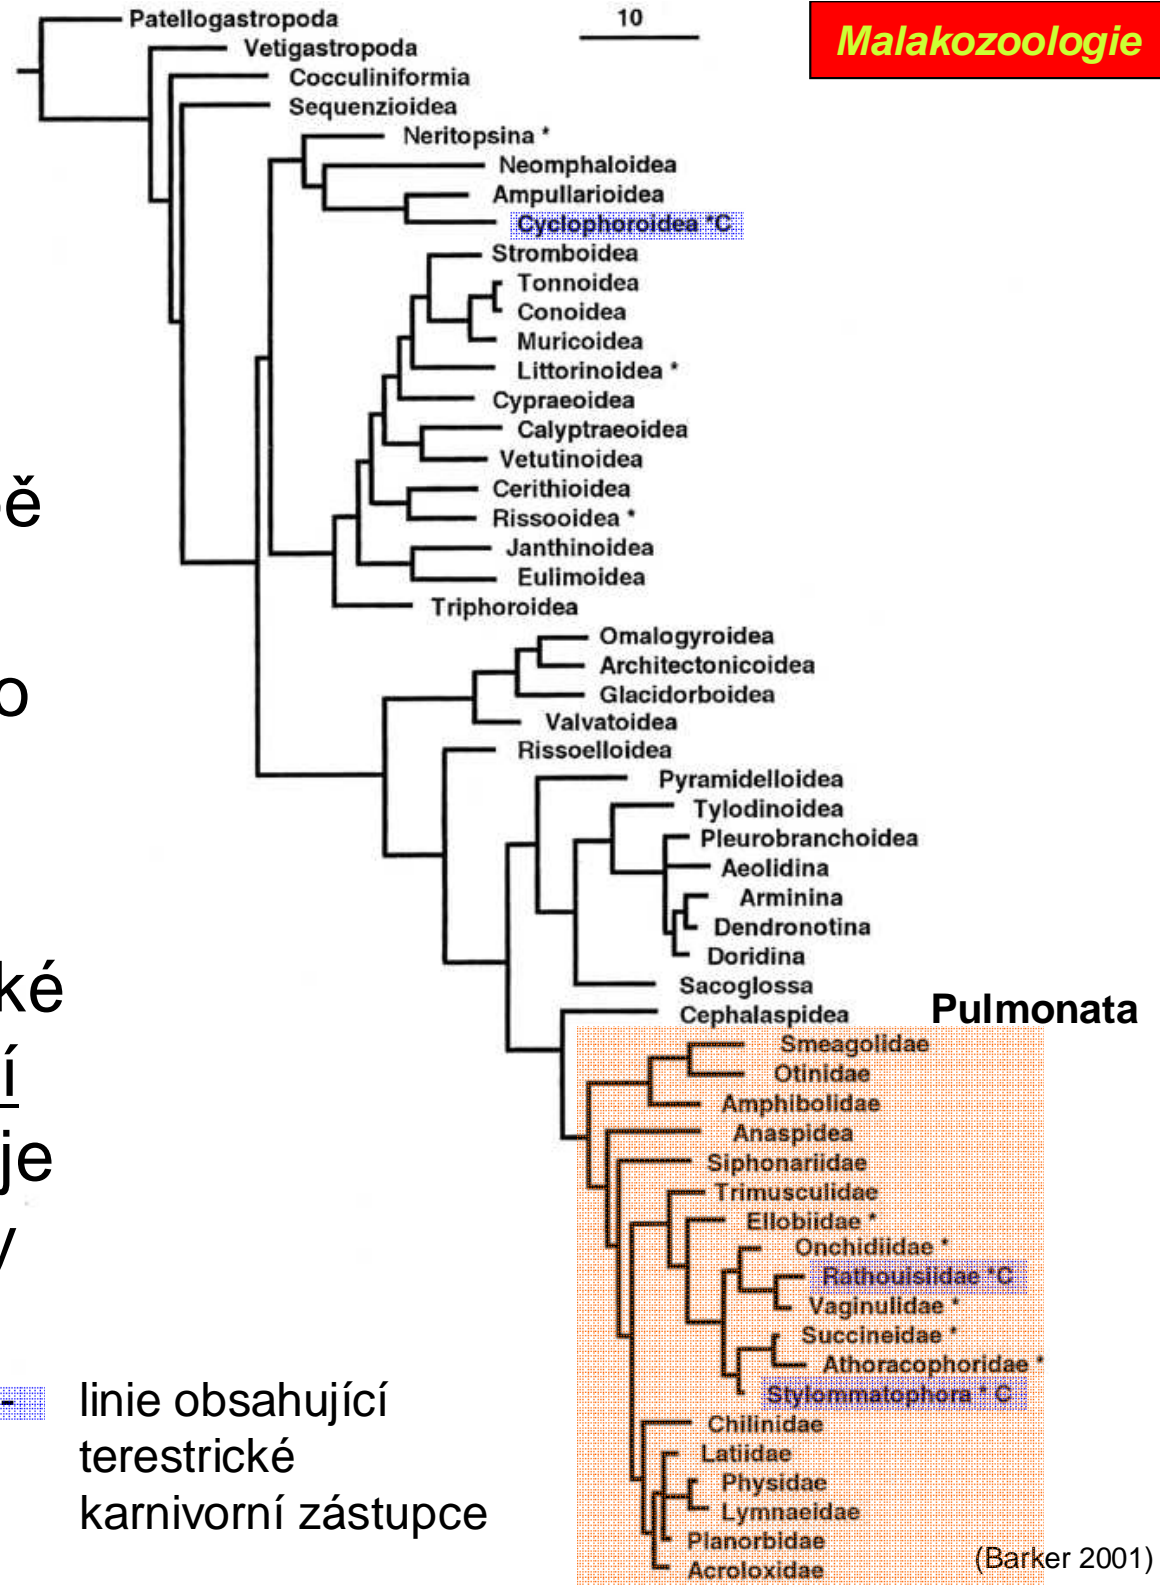 Patellogastropoda
10
Malakozoologie
Vetigastropoda
Cocculiniformia
Sequenzioidea
Neritopsina *
Neomphaloidea
Ampullarioidea
Cyclophoroidea *C
Stromboidea
Tonnoidea
Conoidea
Muricoidea
Littorinoidea *
Cypraeoidea
Calyptraeoidea
Vetutinoidea
Cerithioidea
ě
Rissooidea *
Janthinoidea
Eulimoidea
Triphoroidea
Omalogyroidea
Architectonicoidea
Glacidorboidea
o
Valvatoidea
Rissoelloidea
Pyramidelloidea
Tylodinoidea
Pleurobranchoidea
Aeolidina
Arminina
Dendronotina
Doridina
Sacoglossa
ké
Cephalaspidea
Pulmonata
Smeagolidae
Otinidae
í
Amphibolidae
Anaspidea
je
Siphonariidae
Trimusculidae
Ellobiidae *
y
Onchidiidae *
Rathouisiidae *C
Vaginulidae *
Succineidae *
Athoracophoridae *
Stylommatophora * C
- linie obsahující
terestrické
karnivorní zástupce
Chilinidae
Latiidae
Physidae
Lymnaeidae
Planorbidae
Acroloxidae
(Barker 2001)